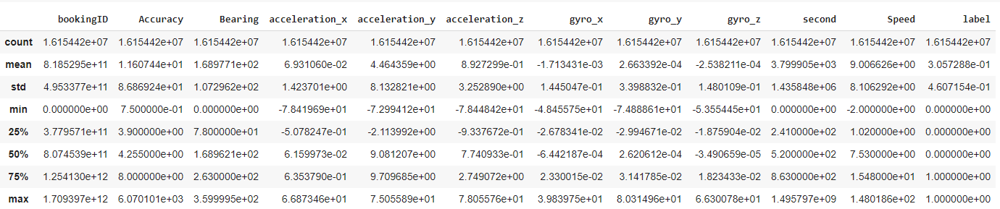 bookingID Accuracy Bearing acceleration_x acceleration_y acceleration_z gyro_x gyro_y gyro_z second Speed label
count 1.615442e+07 1.615442e+07 1.615442e+07 1.615442e+07 1.615442e+07 1.615442e+07 1.615442e+07 1.615442e+07 1.615442e+07 1.615442e+07 1.615442e+07 1.615442e+07
mean 8.185295e+11 1.160744e+01 1.689771e+02 6.931060e-02 4.464359e+00 8.927299e-01 -1.713431e-03 2.663392e-04 -2.538211e-04 3.799905e+03 9.006626e+00 3.057288e-01
std 4.953377e+11 8.686924e+01 1.072962e+02 1.423701e+00 8.132821e+00 3.252890e+00 1.445047e-01 3.398832e-01 1.480109e-01 1.435848e+06 8.106292e+00 4.607154e-01
min 0.000000e+00 7.500000e-01 0.000000e+00 -7.841969e+01 -7.299412e+01 -7.844842e+01 -4.845575e+01 -7.488861e+01 -5.355445e+01 0.000000e+00 -2.000000e+00 0.000000e+00
25% 3.779571e+11 3.900000e+00 7.800000e+01 -5.078247e-01 -2.113992e+00 -9.337672e-01 -2.678341e-02 -2.994671e-02 -1.875904e-02 2.410000e+02 1.020000e+00 0.000000e+00
50% 8.074539e+11 4.255000e+00 1.689621e+02 6.159973e-02 9.081207e+00 7.740933e-01 -6.442187e-04 2.620612e-04 -3.490659e-05 5.200000e+02 7.530000e+00 0.000000e+00
75% 1.254130e+12 8.000000e+00 2.630000e+02 6.353790e-01 9.709685e+00 2.749072e+00 2.330015e-02 3.141785e-02 1.823433e-02 8.630000e+02 1.548000e+01 1.000000e+00
max 1.709397e+12 6.070101e+03 3.599995e+02 6.687346e+01 7.505589e+01 7.805576e+01 3.983975e+01 8.031496e+01 6.630078e+01 1.495797e+09 1.480186e+02 1.000000e+00